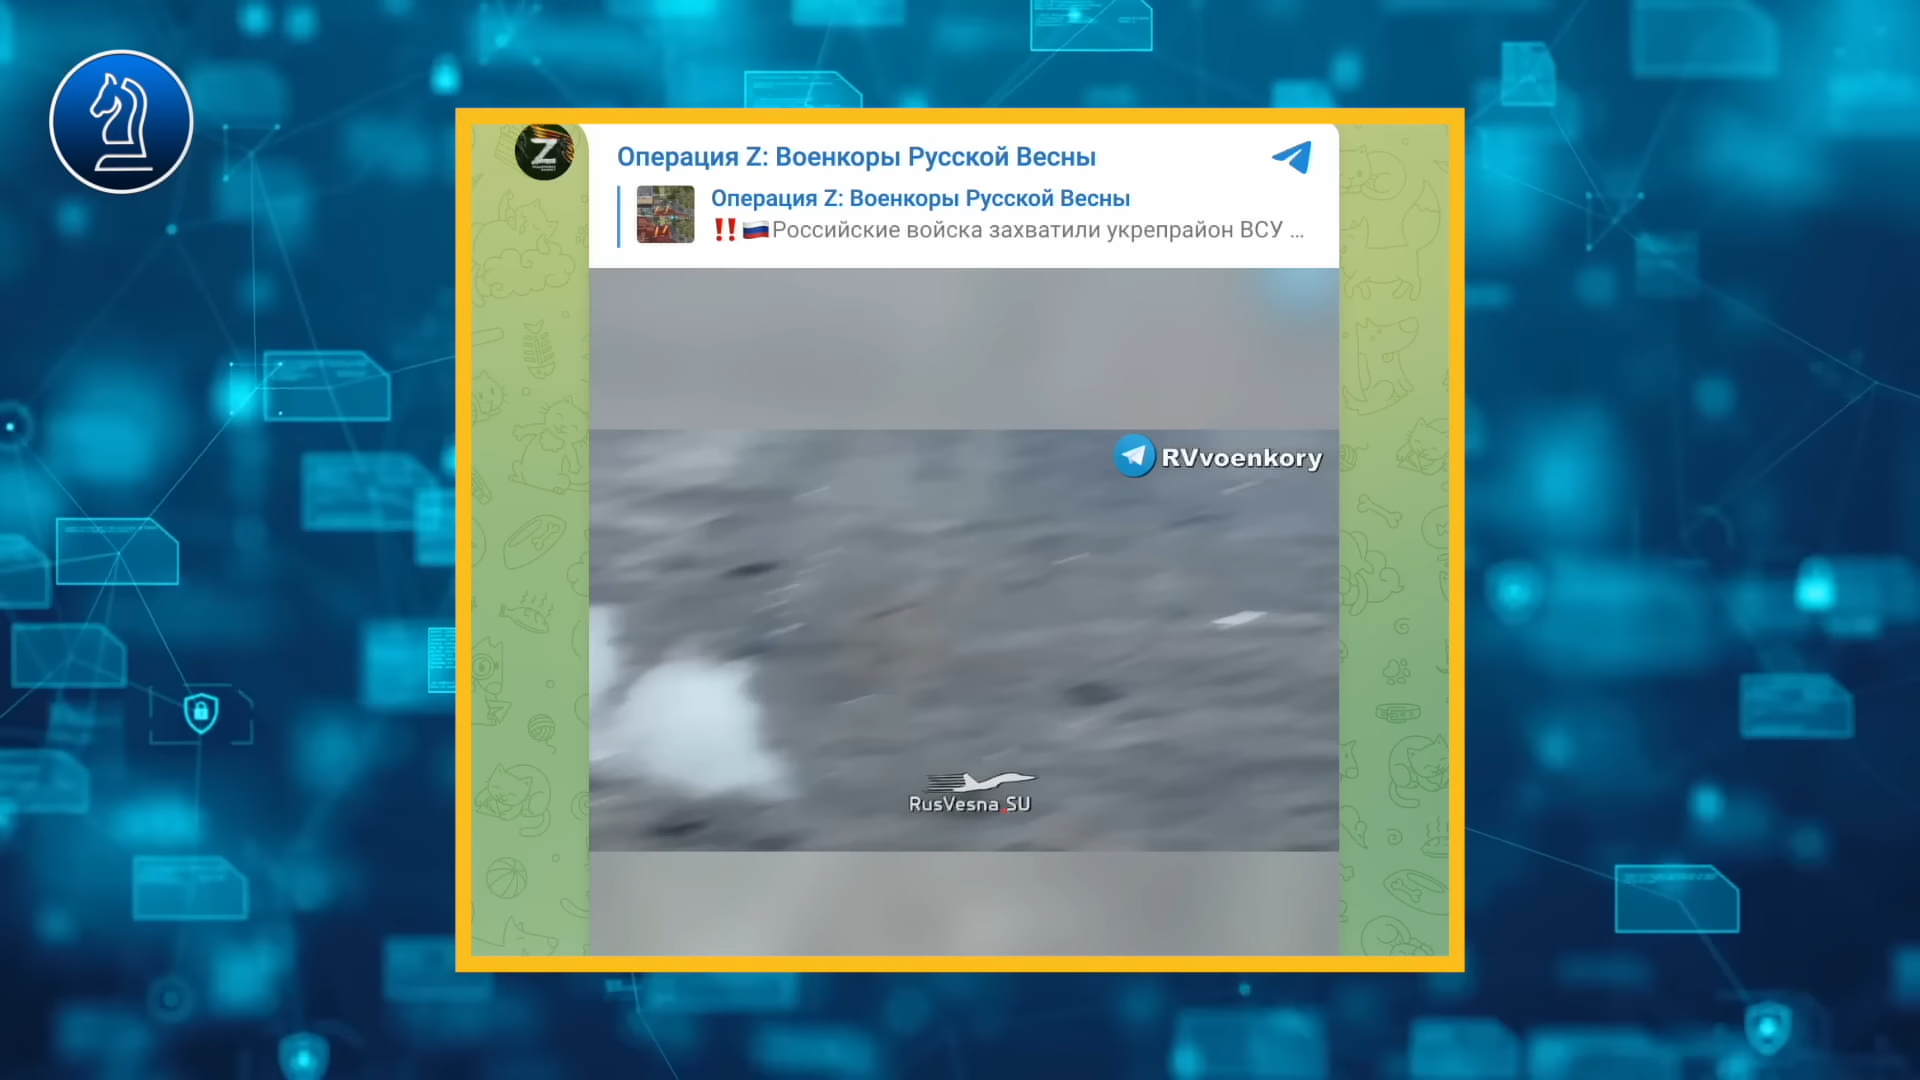 Операция Z: Военкоры Русской Весны
Операция Z: Военкоры Русской Весны
‼️🇷🇺Российские войска захватили укрепрайон ВСУ ...
RVvoenkory
RusVesna.SU
Z